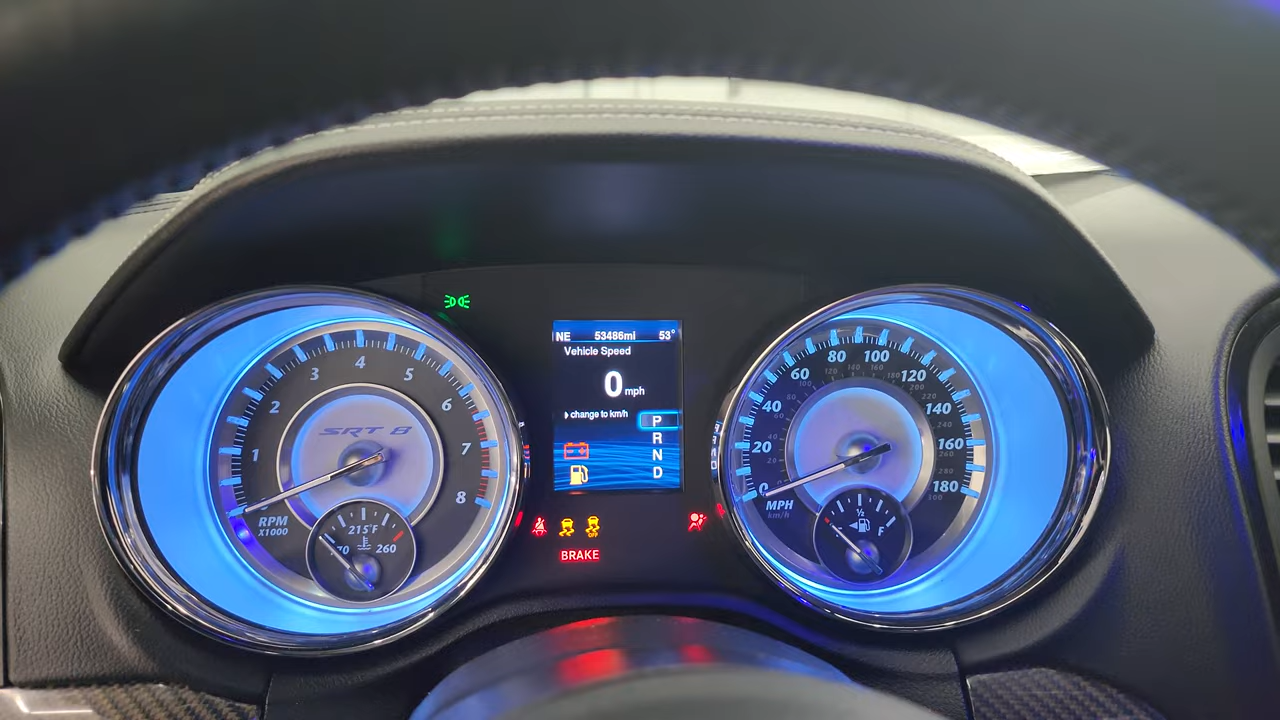 NE 53486mi 53°
Vehicle Speed
0 mph
change to km/h
P
R
N
D
SRT 8
1
2
3
4
5
6
7
8
RPM
X1000
215°F
260
OFF
BRAKE
0
20
40
60
80
100
120
140
160
180
MPH
km/h
½
F